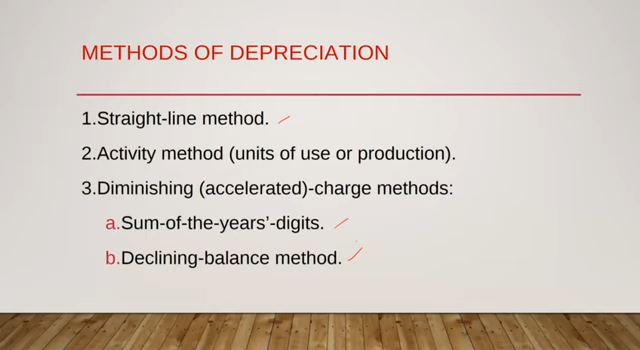 METHODS OF DEPRECIATION
1.Straight-line method.
2.Activity method (units of use or production).
3.Diminishing (accelerated)-charge methods:
a.Sum-of-the-years’-digits.
b.Declining-balance method.